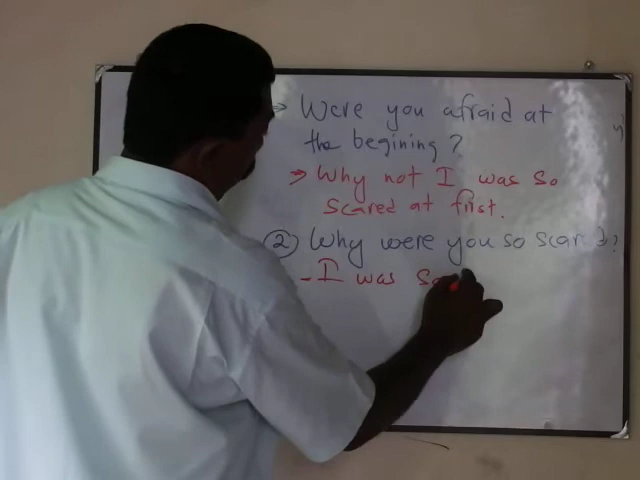 → Were you afraid at
the begining?
→ Why not I was so
scared at first.
② Why were you so scared?
- I was